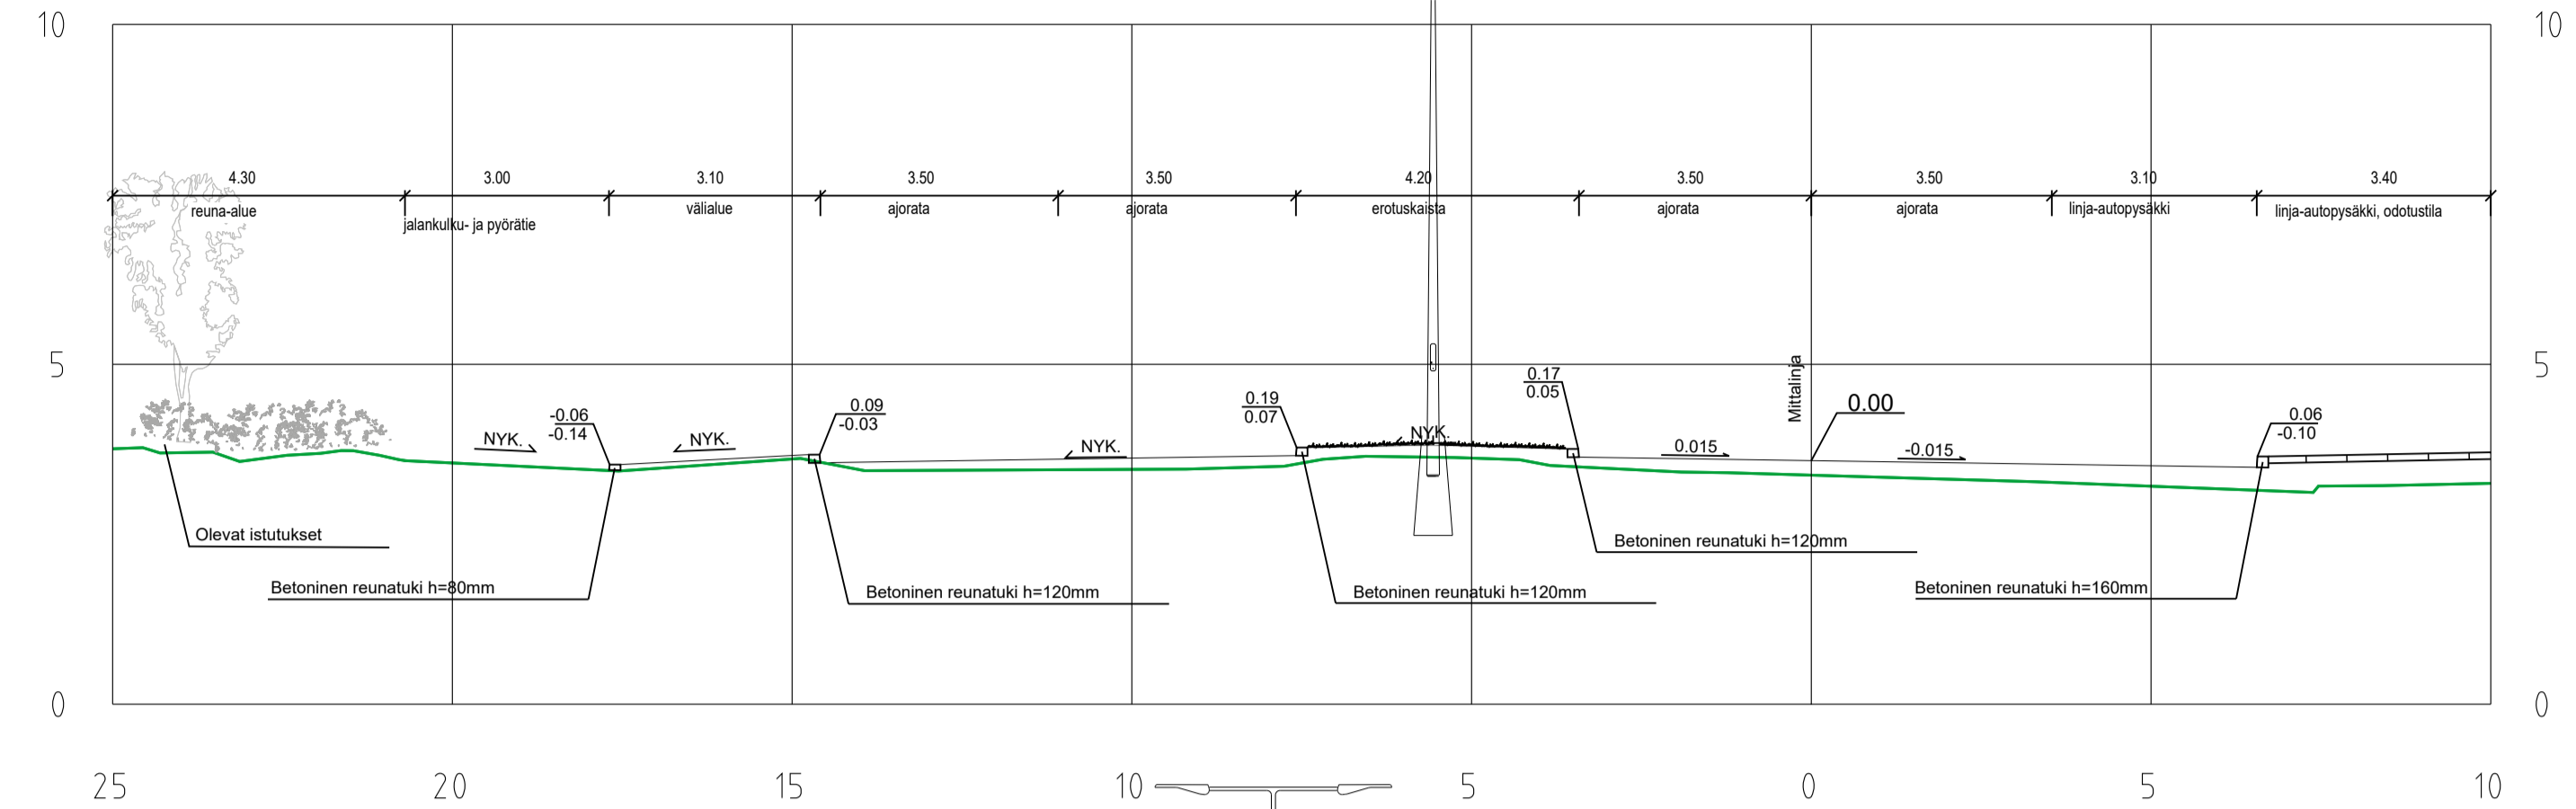 10 10
4.30 3.00 3.10 3.50 3.50 4.20 3.50 3.50 3.10 3.40
reuna-alue jalankulku- ja pyörätie välialue ajorata ajorata erotuskaista ajorata ajorata linja-autopysäkki linja-autopysäkki, odotustila
5 5
Mittalinja
-0.06
-0.14
0.09
-0.03
0.19
0.07
0.17
0.05
0.00
0.06
-0.10
NYK. NYK. NYK. NYK. 0.015 -0.015
Olevat istutukset
Betoninen reunatuki h=80mm
Betoninen reunatuki h=120mm
Betoninen reunatuki h=120mm
Betoninen reunatuki h=120mm
Betoninen reunatuki h=160mm
0 0
25 20 15 10 5 0 5 10